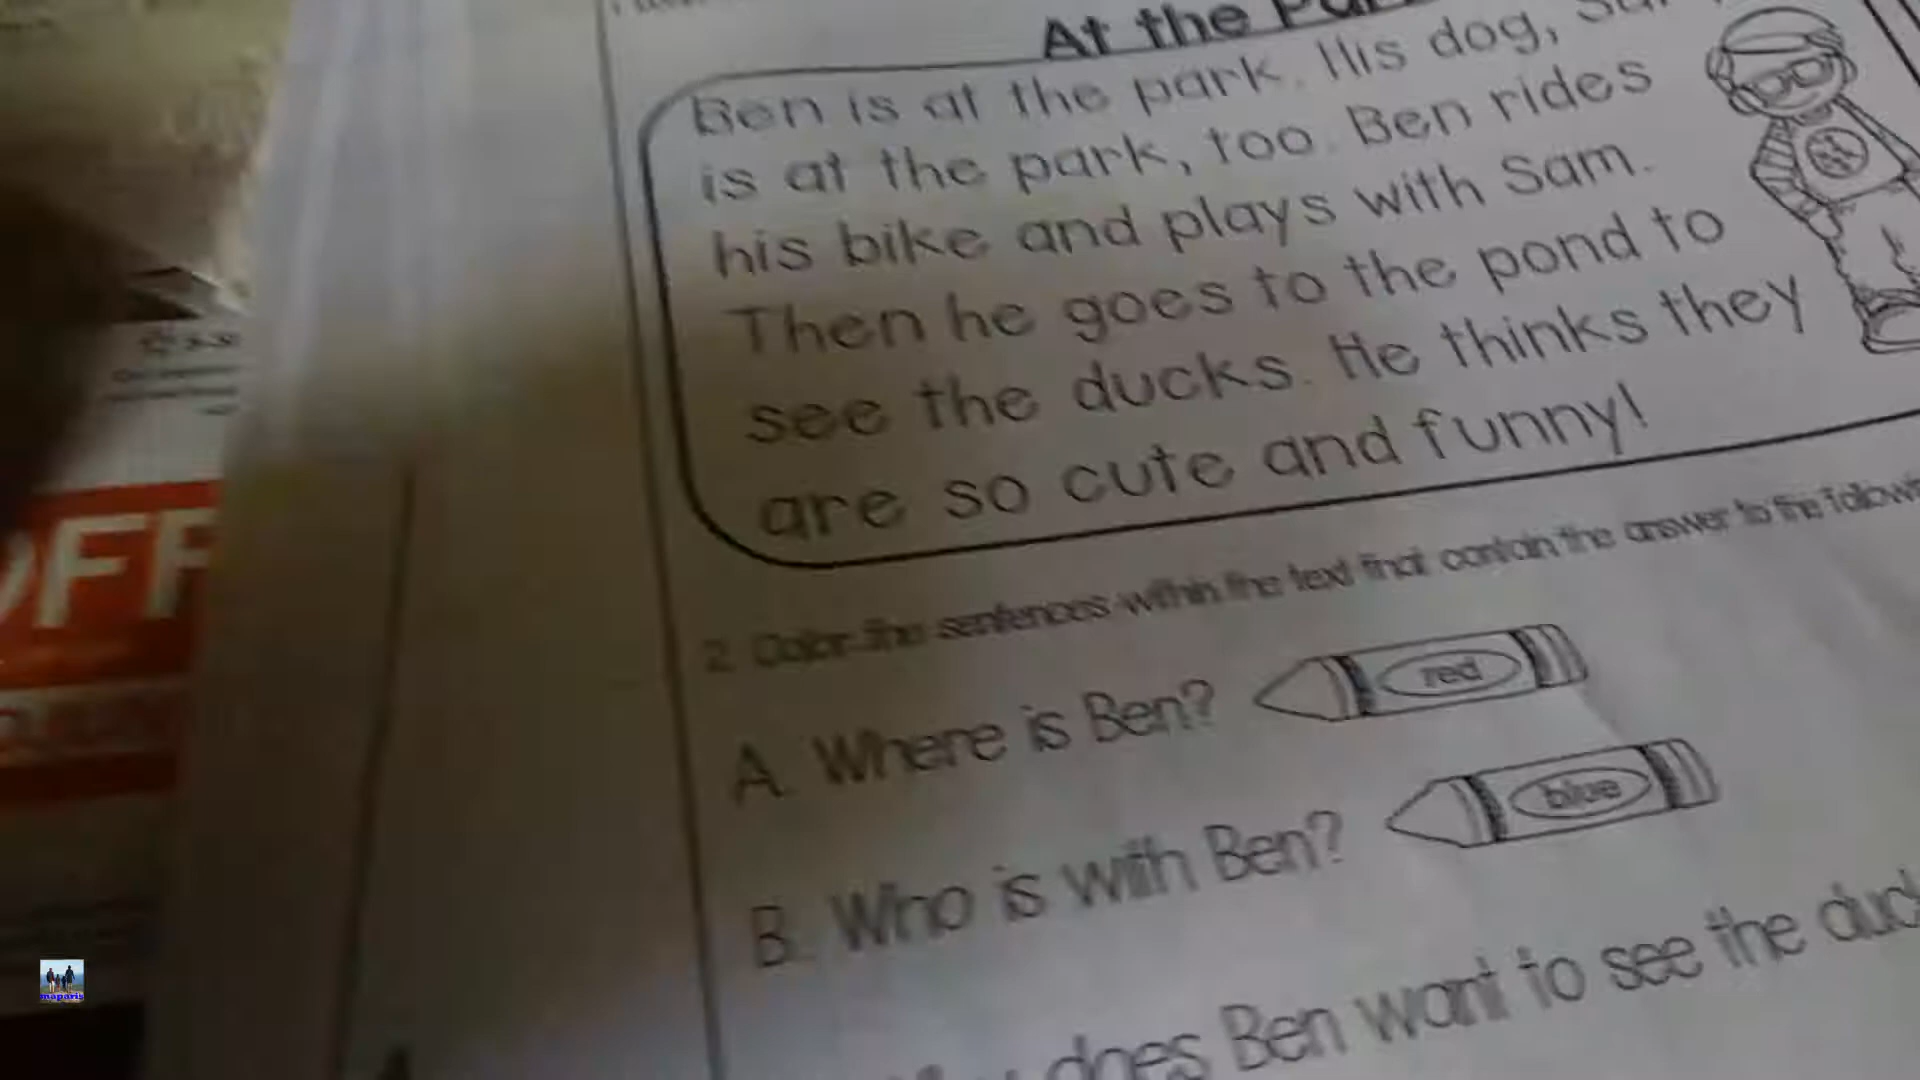 At the
Ben is at the park. His dog,
is at the park, too. Ben rides
his bike and plays with Sam.
Then he goes to the pond to
see the ducks. He thinks they
are so cute and funny!
2. Color the sentences within the text that contain the answer to the
A. Where is Ben?
red
B. Who is with Ben?
blue
does Ben want to see the
OFF
maparis